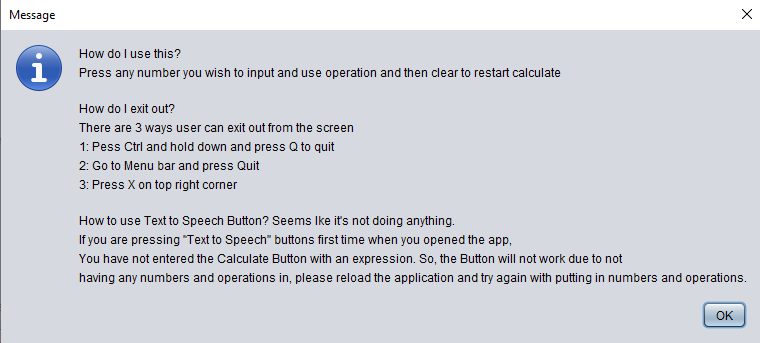 Message
How do I use this?
Press any number you wish to input and use operation and then clear to restart calculate
How do I exit out?
There are 3 ways user can exit out from the screen
1: Pess Ctrl and hold down and press Q to quit
2: Go to Menu bar and press Quit
3: Press X on top right corner
How to use Text to Speech Button? Seems lke it's not doing anything.
If you are pressing "Text to Speech" buttons first time when you opened the app,
You have not entered the Calculate Button with an expression. So, the Button will not work due to not
having any numbers and operations in, please reload the application and try again with putting in numbers and operations.
OK